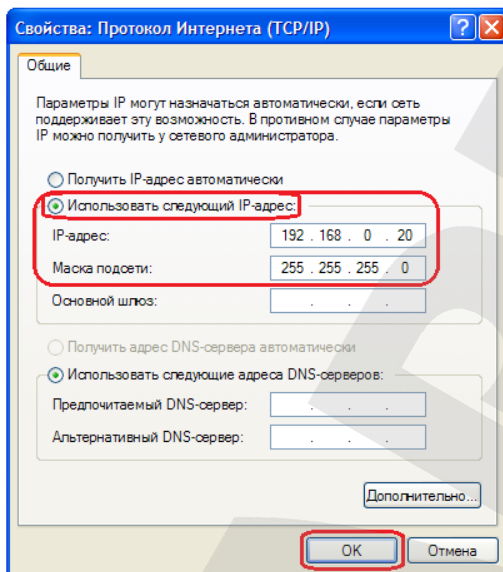 Свойства: Протокол Интернета (TCP/IP)
Общие
Параметры IP могут назначаться автоматически, если сеть
поддерживает эту возможность. В противном случае параметры
IP можно получить у сетевого администратора.
Получить IP-адрес автоматически
Использовать следующий IP-адрес:
IP-адрес: 192 . 168 . 0 . 20
Маска подсети: 255 . 255 . 255 . 0
Основной шлюз: . . .
Получить адрес DNS-сервера автоматически
Использовать следующие адреса DNS-серверов:
Предпочитаемый DNS-сервер: . . .
Альтернативный DNS-сервер: . . .
Дополнительно...
OK Отмена